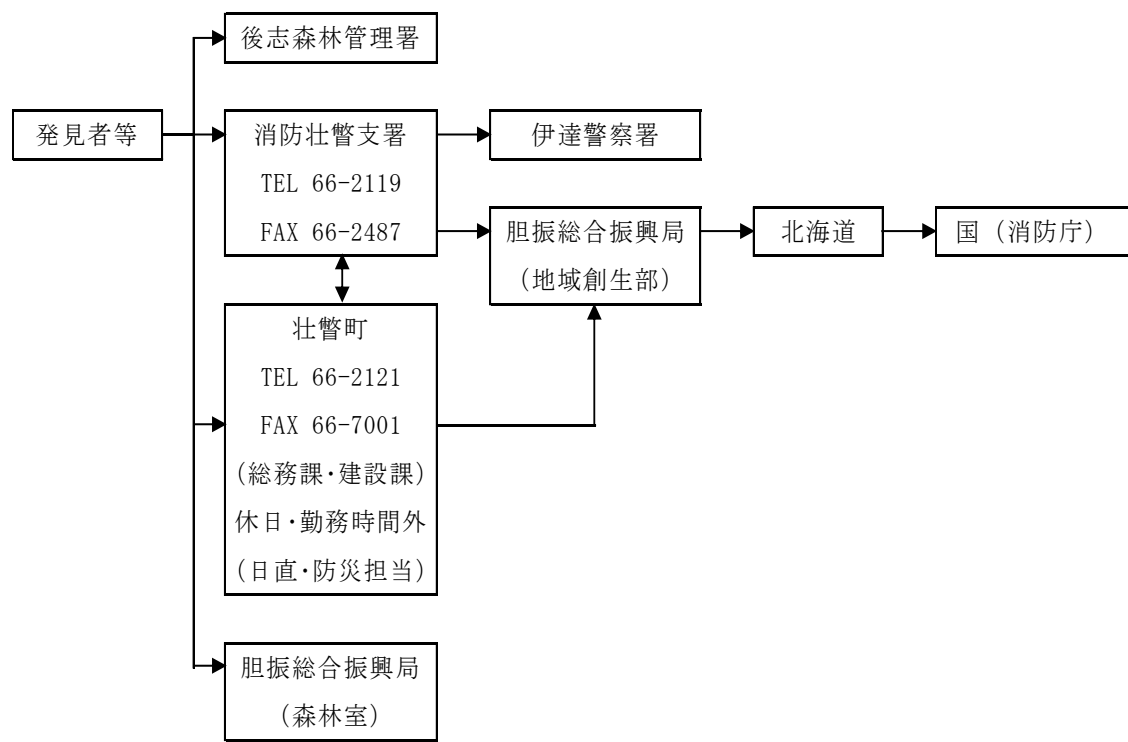 後志森林管理署
発見者等
消防壮瞥支署
TEL 66-2119
FAX 66-2487
伊達警察署
胆振総合振興局
(地域創生部)
北海道
国(消防庁)
壮瞥町
TEL 66-2121
FAX 66-7001
(総務課・建設課)
休日・勤務時間外
(日直・防災担当)
胆振総合振興局
(森林室)